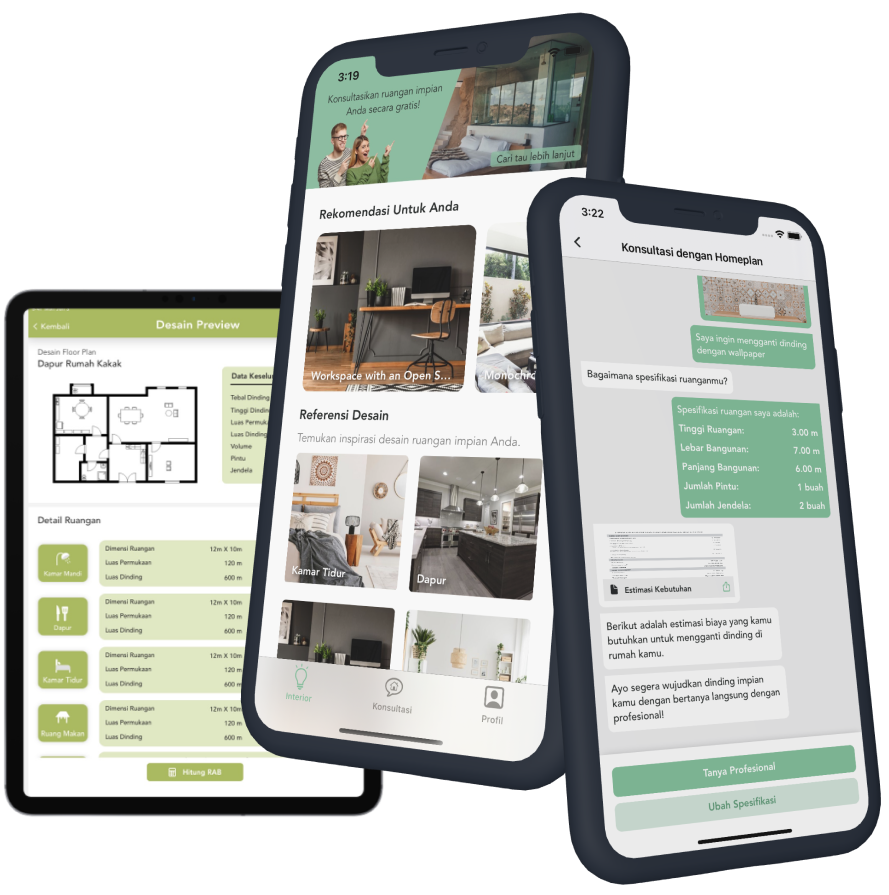 Kembali
Desain Preview
Desain Floor Plan
Dapur Rumah Kakak
Data Keselu
Tebal Dinding
Tinggi Dindin
Luas Permuk
Luas Dinding
Volume
Pintu
Jendela
Detail Ruangan
Kamar Mandi
Dimensi Ruangan 12m X 10m
Luas Permukaan 120 m
Luas Dinding 600 m
Dapur
Dimensi Ruangan 12m X 10m
Luas Permukaan 120 m
Luas Dinding 600 m
Kamar Tidur
Dimensi Ruangan 12m X 10m
Luas Permukaan 120 m
Luas Dinding 600 m
Ruang Makan
Dimensi Ruangan 12m X 10m
Luas Permukaan 120 m
Luas Dinding 600 m
Hitung RAB
3:19
Konsultasikan ruangan impian
Anda secara gratis!
Cari tau lebih lanjut
Rekomendasi Untuk Anda
Workspace with an Open S...
Monochro
Referensi Desain
Temukan inspirasi desain ruangan impian Anda.
Kamar Tidur
Dapur
Interior
Konsultasi
Profil
3:22
Konsultasi dengan Homeplan
Saya ingin mengganti dinding
dengan wallpaper
Bagaimana spesifikasi ruanganmu?
Spesifikasi ruangan saya adalah:
Tinggi Ruangan: 3.00 m
Lebar Bangunan: 7.00 m
Panjang Bangunan: 6.00 m
Jumlah Pintu: 1 buah
Jumlah Jendela: 2 buah
Estimasi Kebutuhan
Berikut adalah estimasi biaya yang kamu
butuhkan untuk mengganti dinding di
rumah kamu.
Ayo segera wujudkan dinding impian
kamu dengan bertanya langsung dengan
profesional!
Tanya Profesional
Ubah Spesifikasi